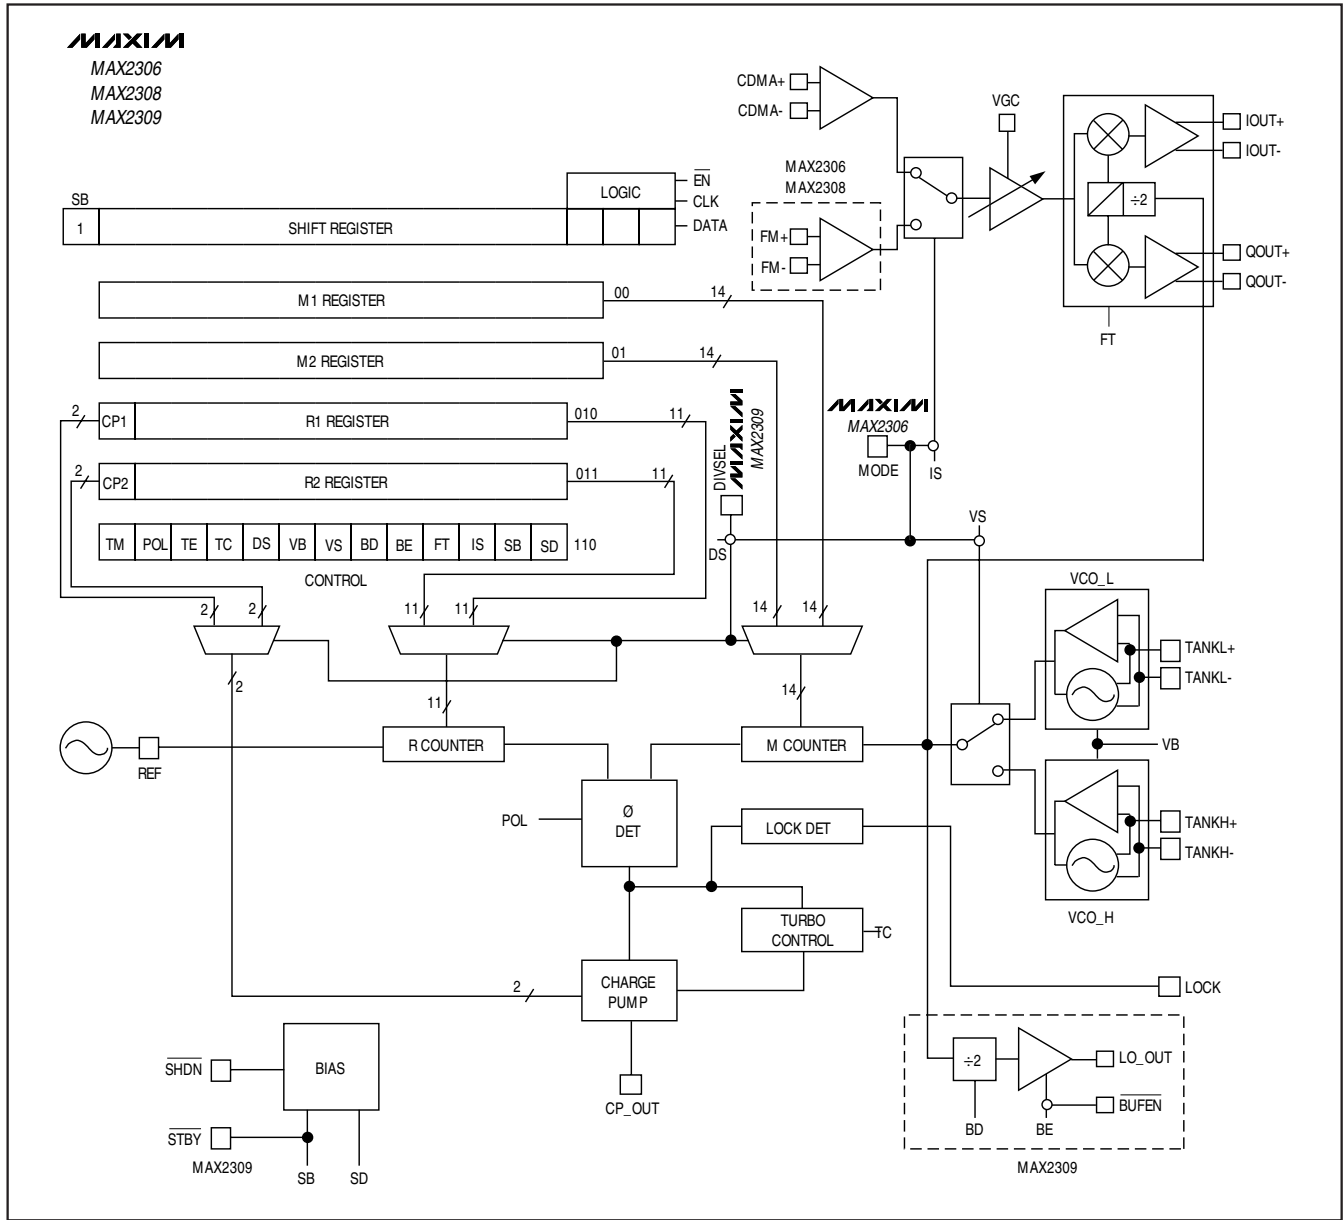 MAXIM
MAX2306
MAX2308
MAX2309
CDMA+
CDMA-
VGC
IOUT+
IOUT-
÷2
QOUT+
QOUT-
FT
MAX2306
MAX2308
FM+
FM-
SB
1
SHIFT REGISTER
LOGIC
EN
CLK
DATA
M1 REGISTER
00
14
M2 REGISTER
01
14
2
CP1
R1 REGISTER
010
11
2
CP2
R2 REGISTER
011
11
TM POL TE TC DS VB VS BD BE FT IS SB SD 110
CONTROL
DIVSEL
MAXIM
MAX2309
DS
MAXIM
MAX2306
MODE
IS
VS
2
2
11
11
14
14
2
11
14
VCO_L
TANKL+
TANKL-
VB
TANKH+
TANKH-
VCO_H
REF
R COUNTER
M COUNTER
POL
Ø
DET
LOCK DET
TURBO
CONTROL
TC
2
CHARGE
PUMP
CP_OUT
LOCK
÷2
LO_OUT
BUFEN
BD
BE
MAX2309
SHDN
BIAS
STBY
MAX2309
SB
SD